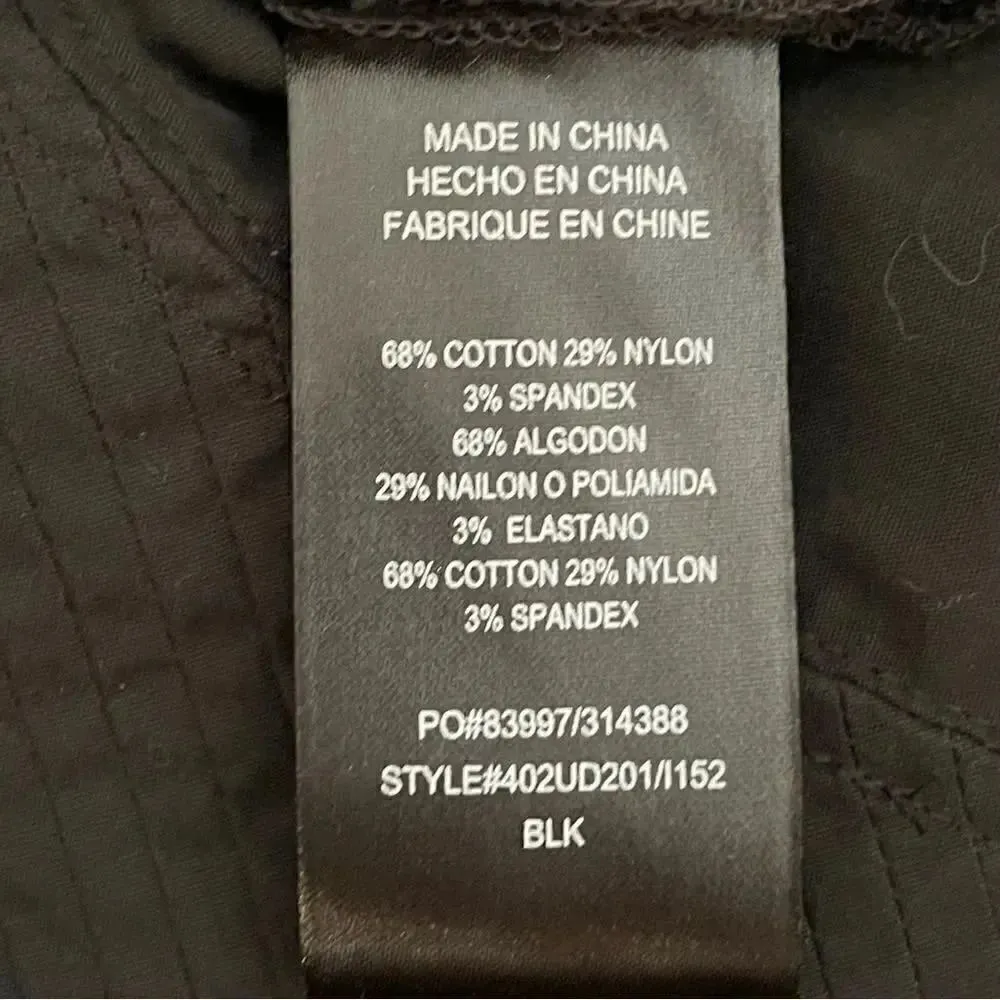 MADE IN CHINA
HECHO EN CHINA
FABRIQUE EN CHINE
68% COTTON 29% NYLON
3% SPANDEX
68% ALGODON
29% NAILON O POLIAMIDA
3% ELASTANO
68% COTTON 29% NYLON
3% SPANDEX
PO#83997/314388
STYLE#402UD201/I152
BLK